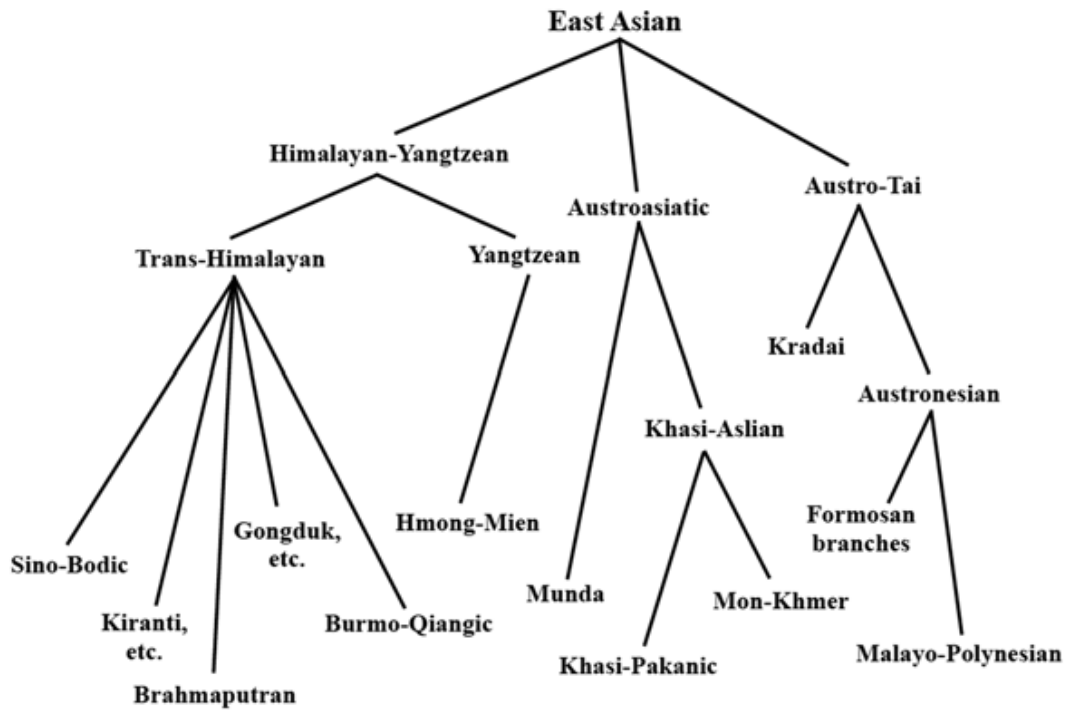 East Asian
Himalayan-Yangtzean
Austro-Tai
Austroasiatic
Trans-Himalayan
Yangtzean
Kradai
Austronesian
Khasi-Aslian
Hmong-Mien
Formosan
branches
Gongduk,
etc.
Sino-Bodic
Munda
Mon-Khmer
Kiranti,
etc.
Burmo-Qiangic
Khasi-Pakanic
Malayo-Polynesian
Brahmaputran